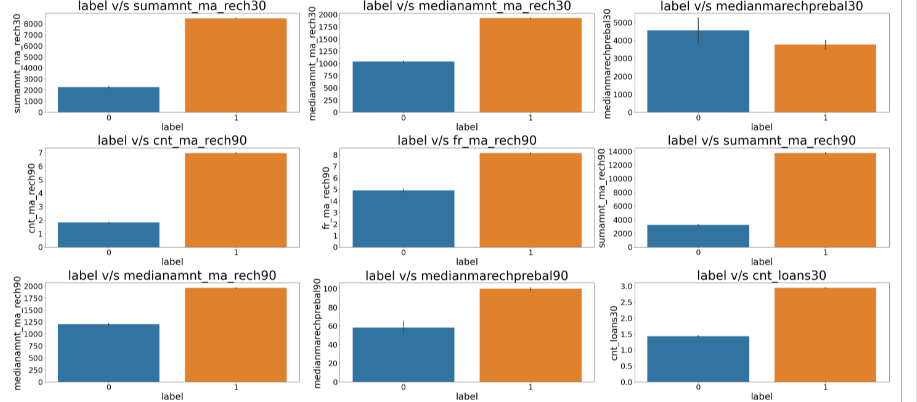 label v/s sumamnt_ma_rech30
sumamnt_ma_rech30
8000
7000
6000
5000
4000
3000
2000
1000
0
0 1
label
label v/s medianamnt_ma_rech30
medianamnt_ma_rech30
2000
1750
1500
1250
1000
750
500
250
0
0 1
label
label v/s medianmarechprebal30
medianmarechprebal30
5000
4000
3000
2000
1000
0
0 1
label
label v/s cnt_ma_rech90
cnt_ma_rech90
7
6
5
4
3
2
1
0
0 1
label
label v/s fr_ma_rech90
fr_ma_rech90
8
7
6
5
4
3
2
1
0
0 1
label
label v/s sumamnt_ma_rech90
sumamnt_ma_rech90
14000
12000
10000
8000
6000
4000
2000
0
0 1
label
label v/s medianamnt_ma_rech90
medianamnt_ma_rech90
2000
1750
1500
1250
1000
750
500
250
0
0 1
label
label v/s medianmarechprebal90
medianmarechprebal90
100
80
60
40
20
0
0 1
label
label v/s cnt_loans30
cnt_loans30
3.0
2.5
2.0
1.5
1.0
0.5
0.0
0 1
label